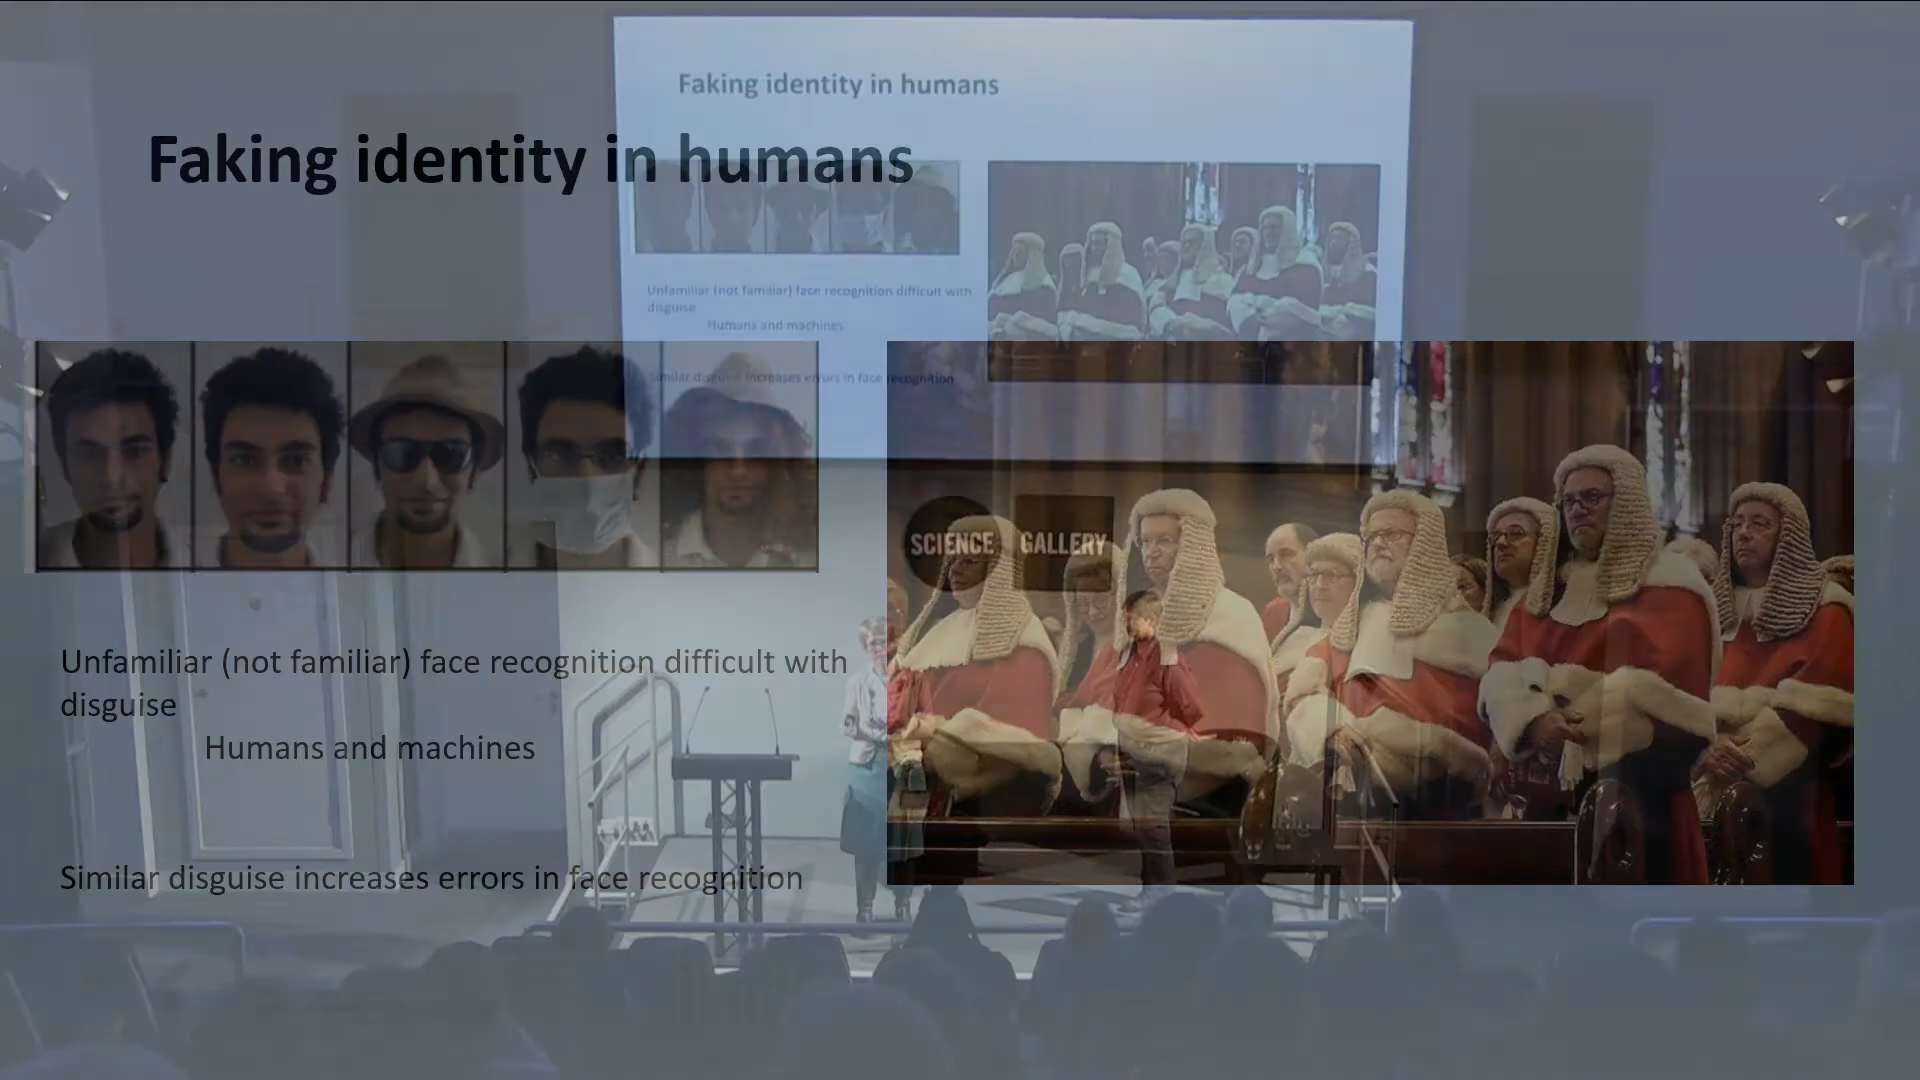 Faking identity in humans
Unfamiliar (not familiar) face recognition difficult with
disguise
Humans and machines
Similar disguise increases errors in face recognition
Faking identity in humans
SCIENCE GALLERY
Unfamiliar (not familiar) face recognition difficult with
disguise
Humans and machines
Similar disguise increases errors in face recognition